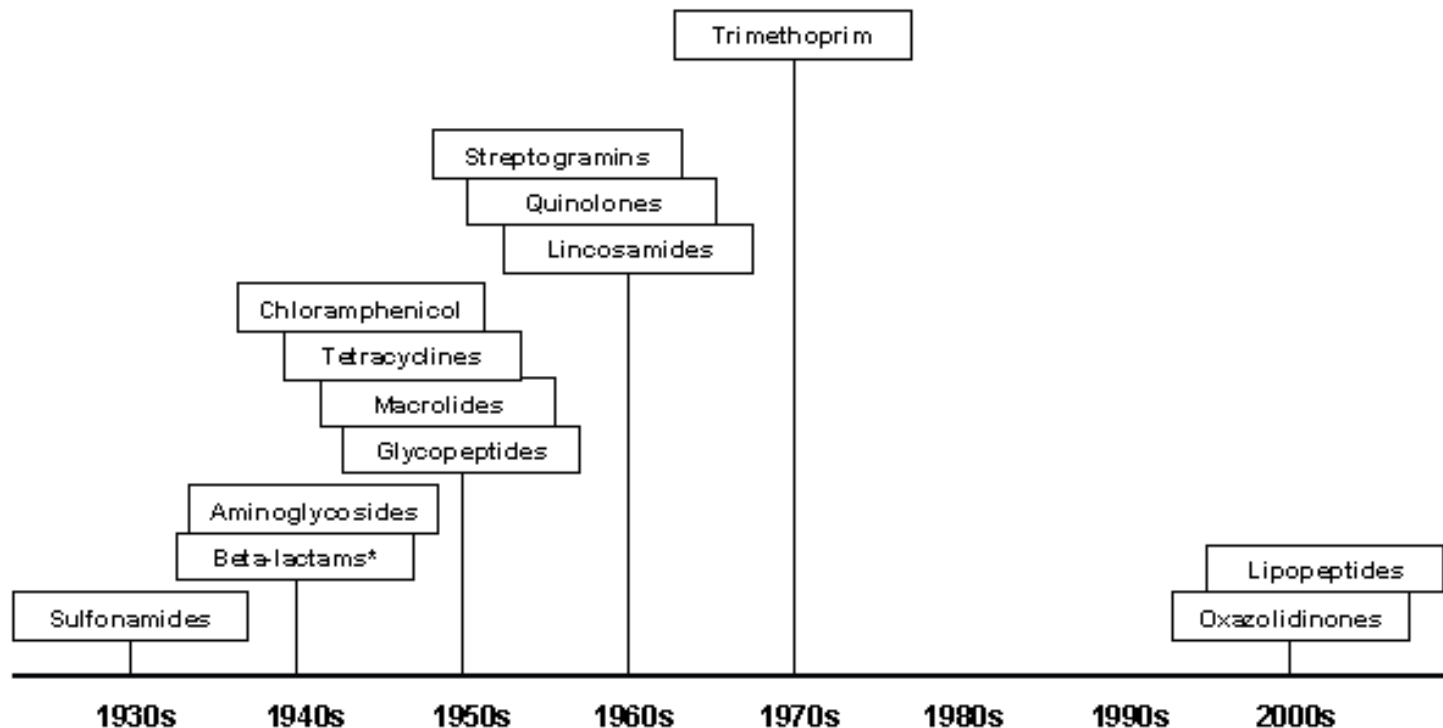 Trimethoprim
Streptogramins
Quinolones
Lincosamides
Chloramphenicol
Tetracyclines
Macrolides
Glycopeptides
Aminoglycosides
Beta-lactams*
Lipopeptides
Sulfonamides
Oxazolidinones
1930s 1940s 1950s 1960s 1970s 1980s 1990s 2000s